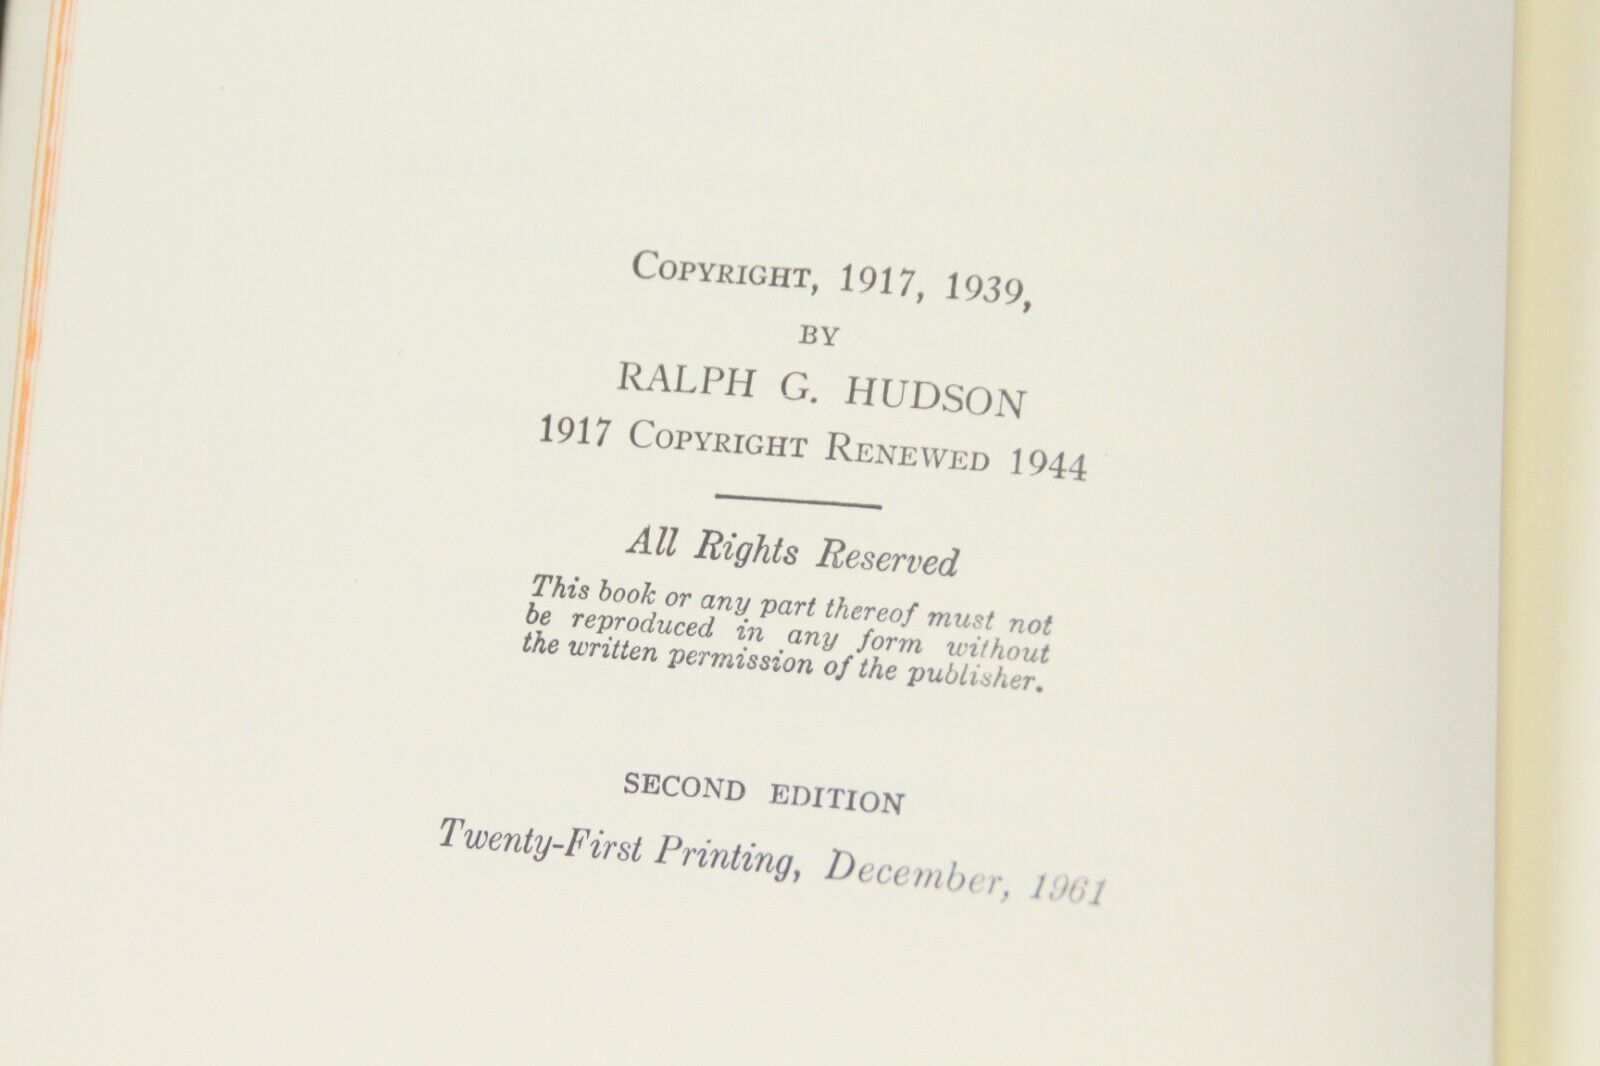 COPYRIGHT, 1917, 1939,
BY
RALPH G. HUDSON
1917 COPYRIGHT RENEWED 1944
All Rights Reserved
This book or any part thereof must not
be reproduced in any form without
the written permission of the publisher.
SECOND EDITION
Twenty-First Printing, December, 1961